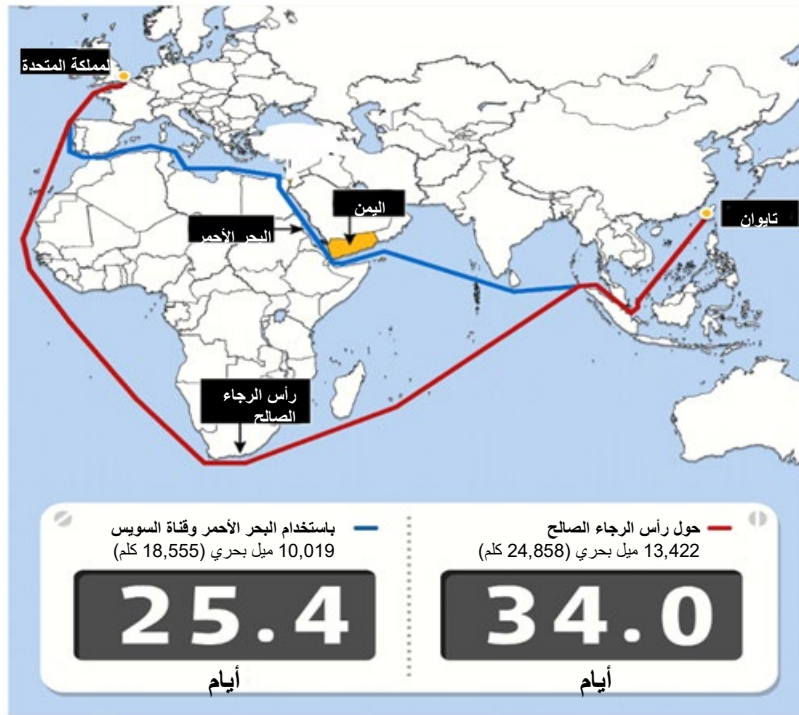 لمملكة المتحدة
اليمن
تايوان
البحر الأحمر
رأس الرجاء
الصالح
حول رأس الرجاء الصالح
13,422 ميل بحري (24,858 كلم)
34.0
أيام
باستخدام البحر الأحمر وقناة السويس
10,019 ميل بحري (18,555 كلم)
25.4
أيام